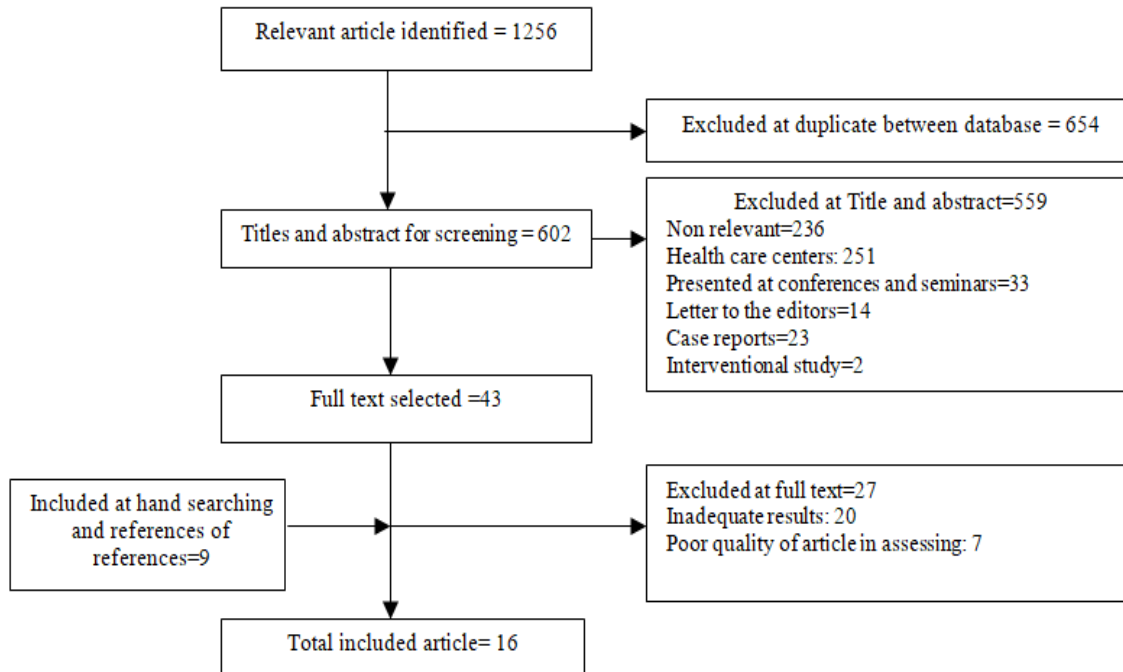 Relevant article identified = 1256
Excluded at duplicate between database = 654
Titles and abstract for screening = 602
Excluded at Title and abstract=559
Non relevant=236
Health care centers: 251
Presented at conferences and seminars=33
Letter to the editors=14
Case reports=23
Interventional study=2
Full text selected =43
Included at hand searching
and references of
references=9
Excluded at full text=27
Inadequate results: 20
Poor quality of article in assessing: 7
Total included article= 16